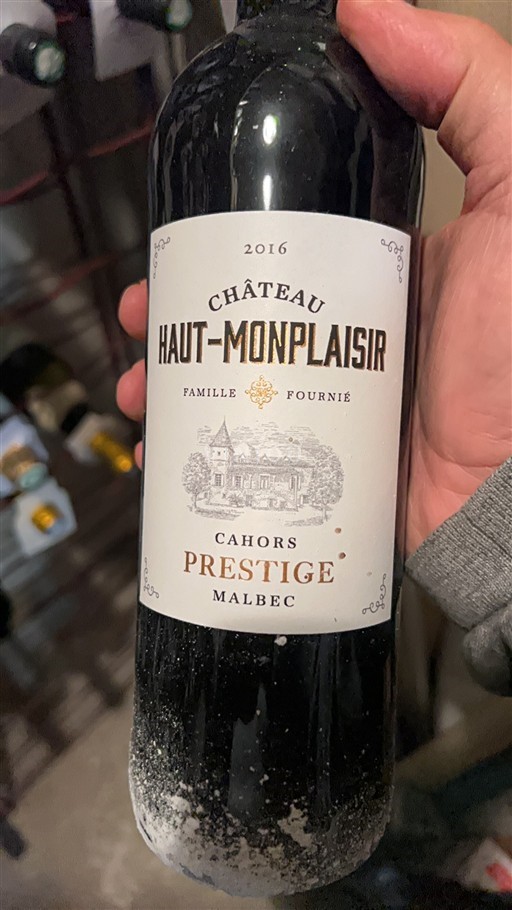 2016
CHÂTEAU
HAUT-MONPLAISIR
FAMILLE FOURNIÉ
CAHORS
PRESTIGE
MALBEC